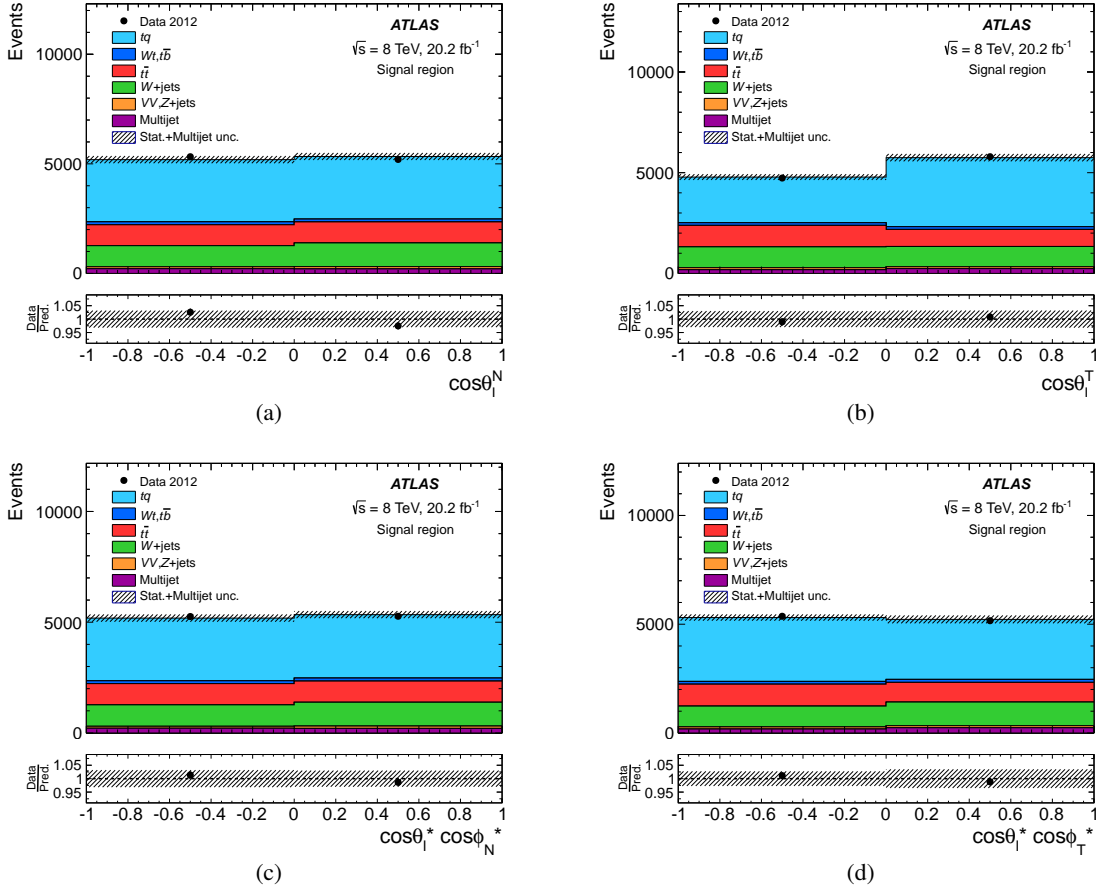 Events
10000
5000
0
Data 2012
tq
Wt,tb̄
tt̄
W+jets
VV,Z+jets
Multijet
Stat.+Multijet unc.
ATLAS
√s = 8 TeV, 20.2 fb⁻¹
Signal region
Data
Pred.
1.05
1
0.95
-1 -0.8 -0.6 -0.4 -0.2 0 0.2 0.4 0.6 0.8 1
cosθ_l^N
(a)
Events
10000
5000
0
Data 2012
tq
Wt,tb̄
tt̄
W+jets
VV,Z+jets
Multijet
Stat.+Multijet unc.
ATLAS
√s = 8 TeV, 20.2 fb⁻¹
Signal region
Data
Pred.
1.05
1
0.95
-1 -0.8 -0.6 -0.4 -0.2 0 0.2 0.4 0.6 0.8 1
cosθ_l^T
(b)
Events
10000
5000
0
Data 2012
tq
Wt,tb̄
tt̄
W+jets
VV,Z+jets
Multijet
Stat.+Multijet unc.
ATLAS
√s = 8 TeV, 20.2 fb⁻¹
Signal region
Data
Pred.
1.05
1
0.95
-1 -0.8 -0.6 -0.4 -0.2 0 0.2 0.4 0.6 0.8 1
cosθ_l^* cosϕ_N^*
(c)
Events
10000
5000
0
Data 2012
tq
Wt,tb̄
tt̄
W+jets
VV,Z+jets
Multijet
Stat.+Multijet unc.
ATLAS
√s = 8 TeV, 20.2 fb⁻¹
Signal region
Data
Pred.
1.05
1
0.95
-1 -0.8 -0.6 -0.4 -0.2 0 0.2 0.4 0.6 0.8 1
cosθ_l^* cosϕ_T^*
(d)